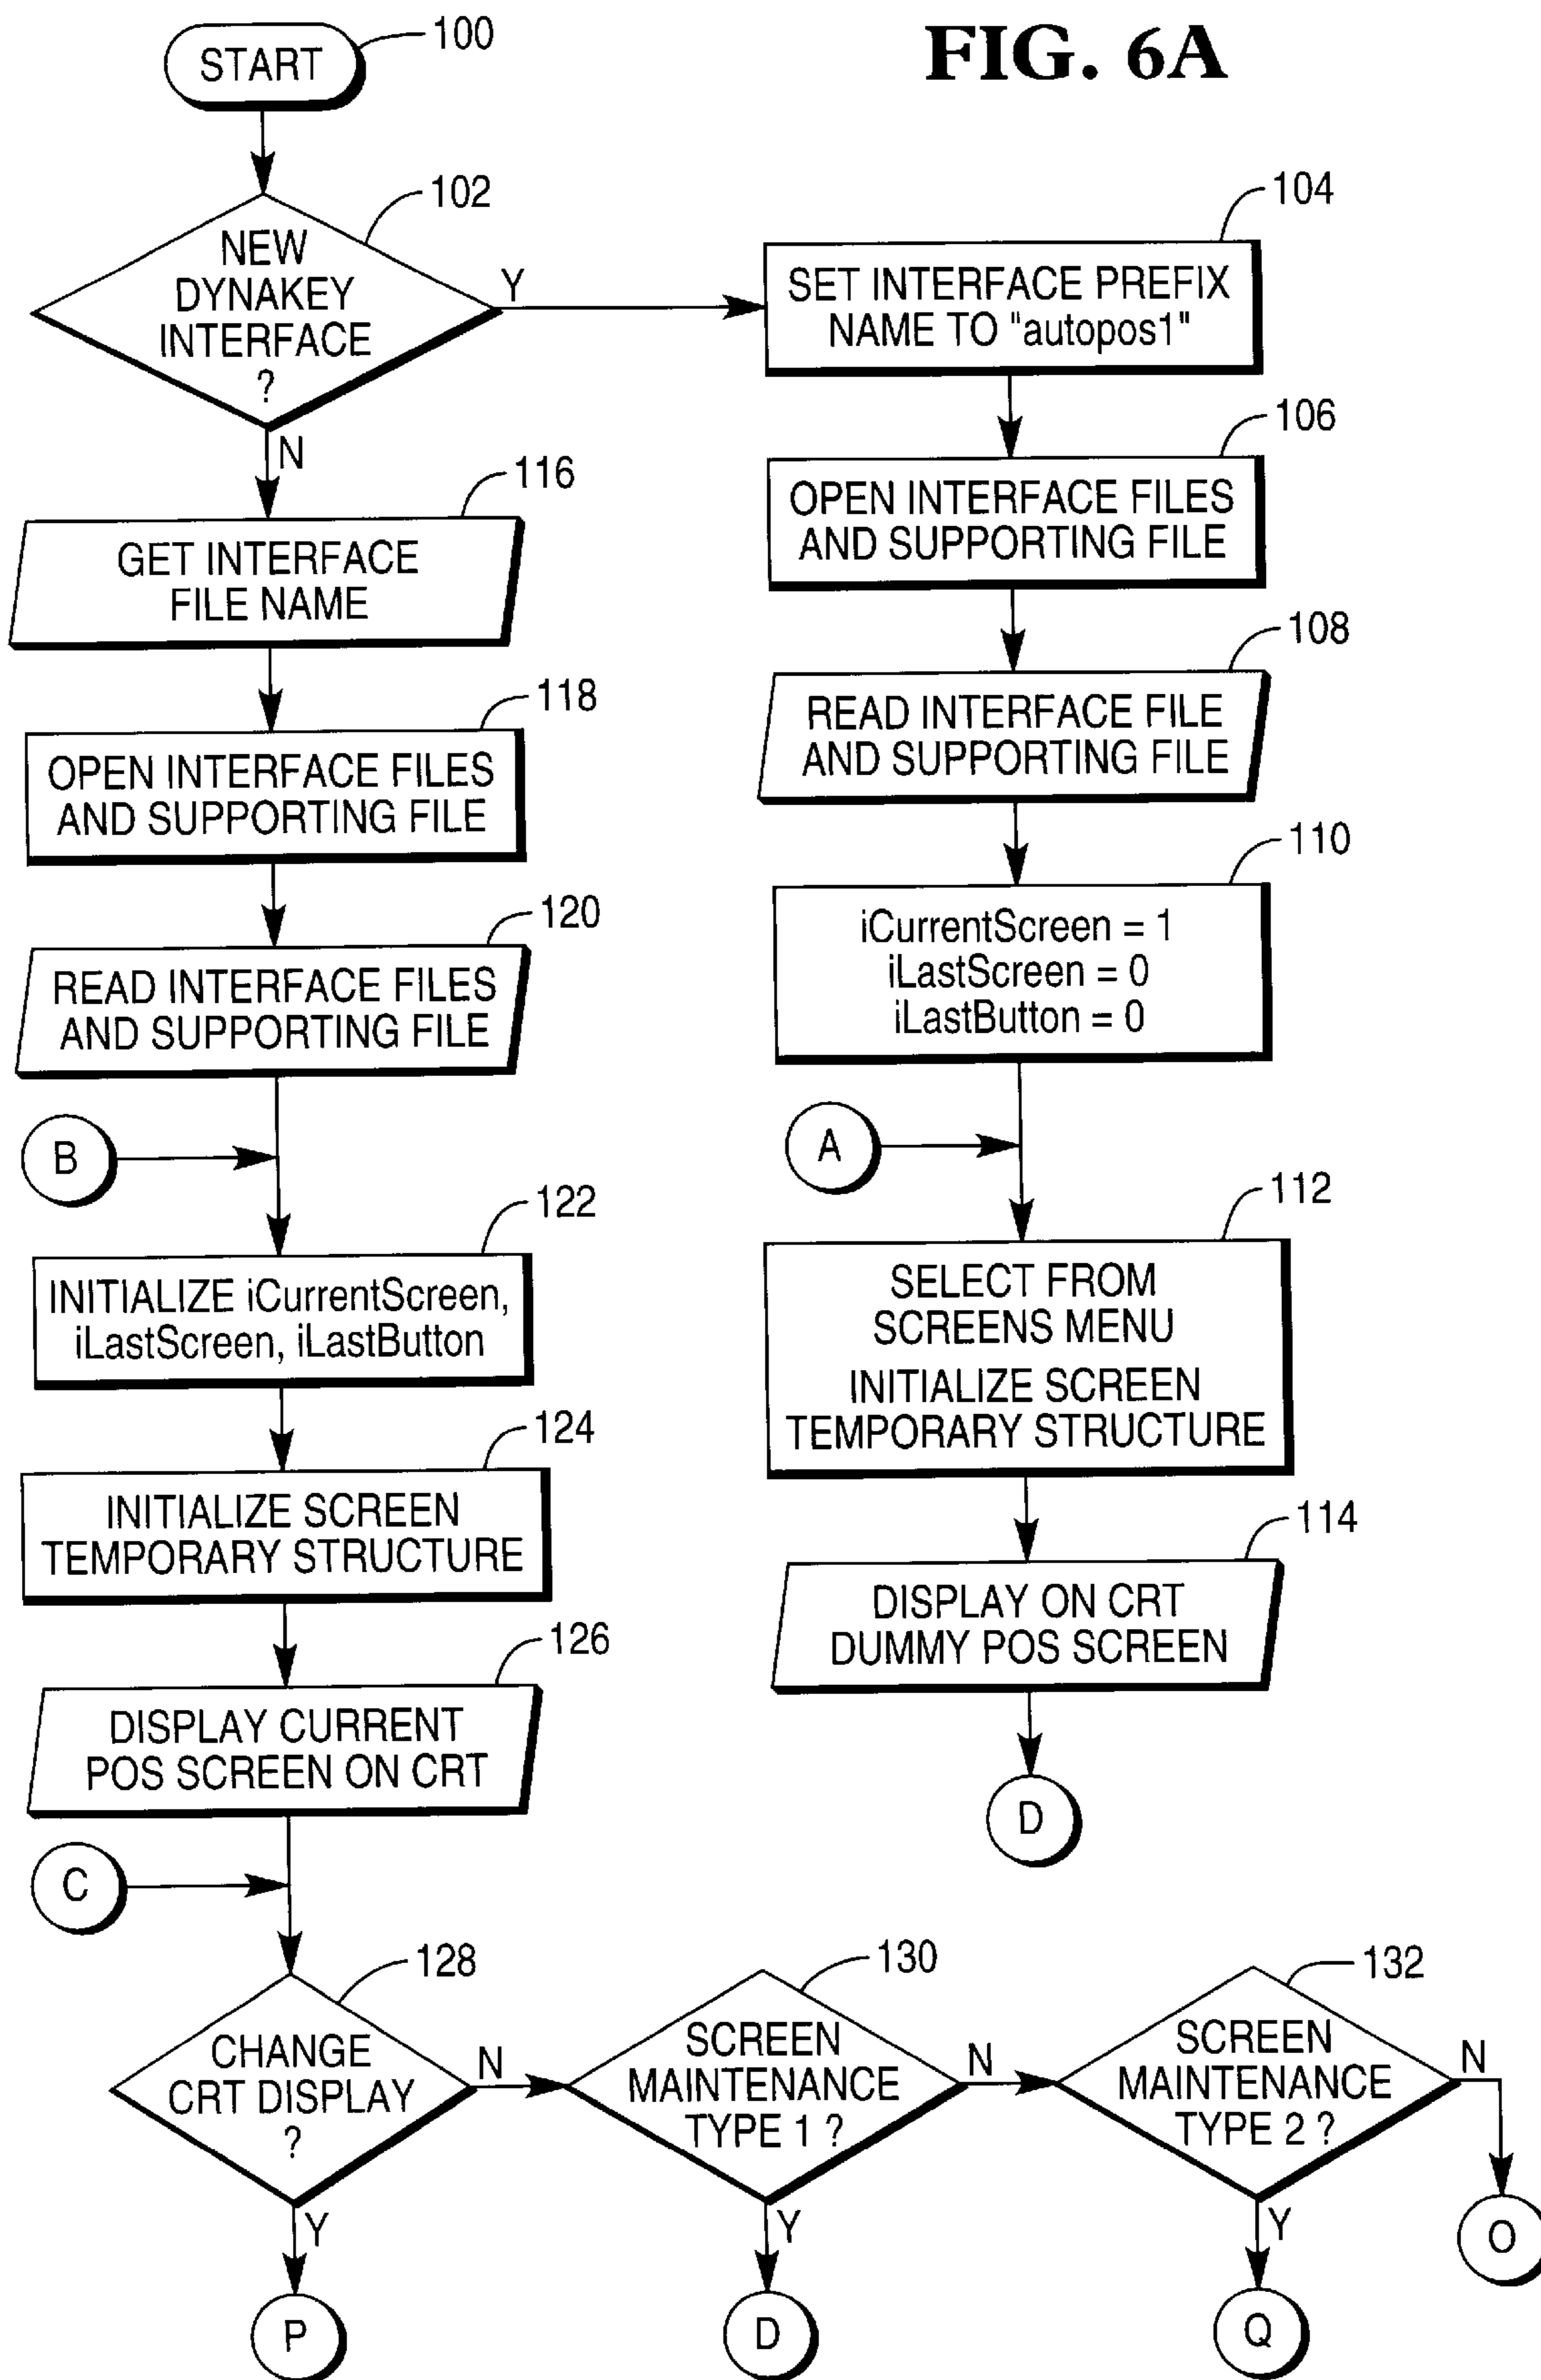 FIG. 6A
START
100
NEW
DYNAKEY
INTERFACE
?
102
Y
N
SET INTERFACE PREFIX
NAME TO "autopos1"
104
OPEN INTERFACE FILES
AND SUPPORTING FILE
106
READ INTERFACE FILE
AND SUPPORTING FILE
108
iCurrentScreen = 1
iLastScreen = 0
iLastButton = 0
110
A
SELECT FROM
SCREENS MENU
INITIALIZE SCREEN
TEMPORARY STRUCTURE
112
DISPLAY ON CRT
DUMMY POS SCREEN
114
D
GET INTERFACE
FILE NAME
116
OPEN INTERFACE FILES
AND SUPPORTING FILE
118
READ INTERFACE FILES
AND SUPPORTING FILE
120
B
INITIALIZE iCurrentScreen,
iLastScreen, iLastButton
122
INITIALIZE SCREEN
TEMPORARY STRUCTURE
124
DISPLAY CURRENT
POS SCREEN ON CRT
126
C
CHANGE
CRT DISPLAY
?
128
N
Y
P
SCREEN
MAINTENANCE
TYPE 1 ?
130
N
Y
D
SCREEN
MAINTENANCE
TYPE 2 ?
132
N
Y
Q
O